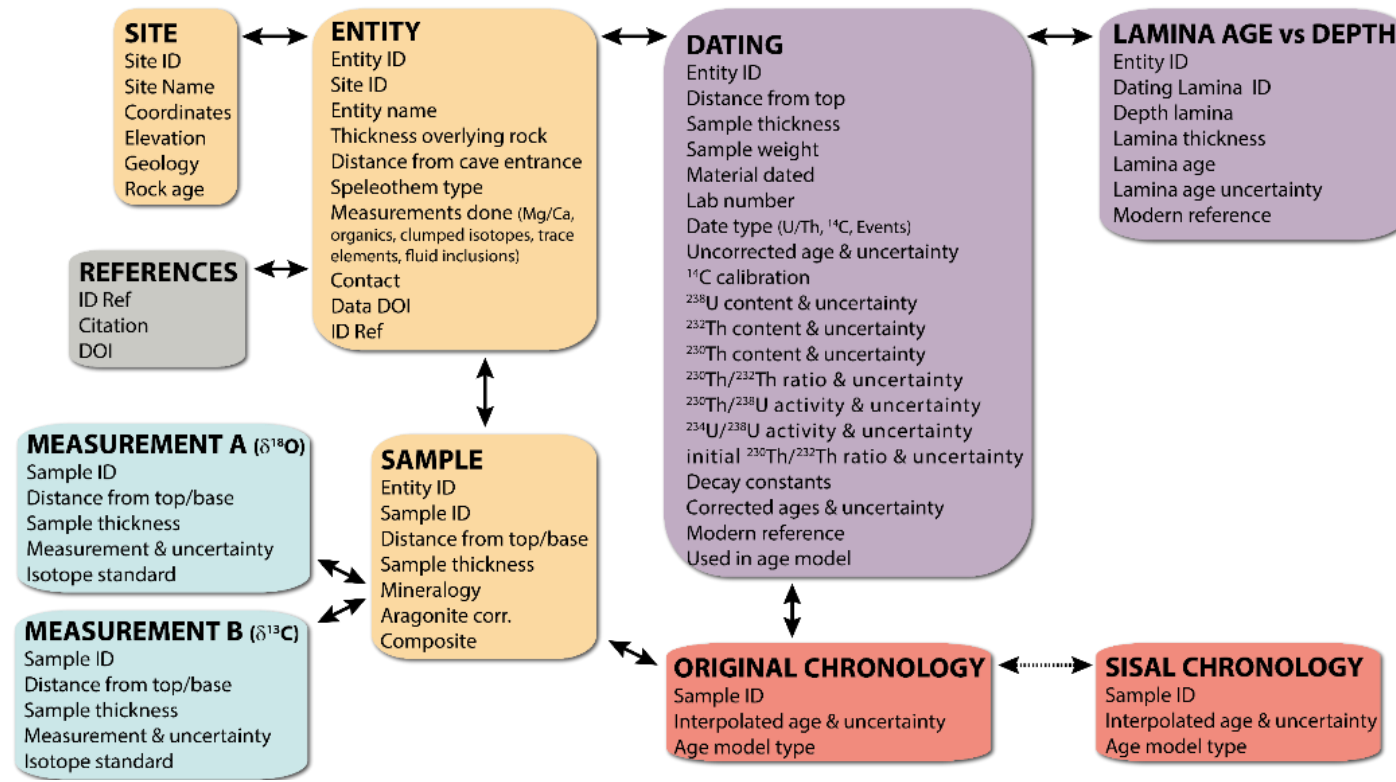 SITE
Site ID
Site Name
Coordinates
Elevation
Geology
Rock age
ENTITY
Entity ID
Site ID
Entity name
Thickness overlying rock
Distance from cave entrance
Speleothem type
Measurements done (Mg/Ca,
organics, clumped isotopes, trace
elements, fluid inclusions)
Contact
Data DOI
ID Ref
DATING
Entity ID
Distance from top
Sample thickness
Sample weight
Material dated
Lab number
Date type (U/Th, ¹⁴C, Events)
Uncorrected age & uncertainty
¹⁴C calibration
²³⁸U content & uncertainty
²³²Th content & uncertainty
²³⁰Th content & uncertainty
²³⁰Th/²³²Th ratio & uncertainty
²³⁰Th/²³⁸U activity & uncertainty
²³⁴U/²³⁸U activity & uncertainty
initial ²³⁰Th/²³²Th ratio & uncertainty
Decay constants
Corrected ages & uncertainty
Modern reference
Used in age model
LAMINA AGE vs DEPTH
Entity ID
Dating Lamina ID
Depth lamina
Lamina thickness
Lamina age
Lamina age uncertainty
Modern reference
REFERENCES
ID Ref
Citation
DOI
MEASUREMENT A (δ¹⁸O)
Sample ID
Distance from top/base
Sample thickness
Measurement & uncertainty
Isotope standard
SAMPLE
Entity ID
Sample ID
Distance from top/base
Sample thickness
Mineralogy
Aragonite corr.
Composite
MEASUREMENT B (δ¹³C)
Sample ID
Distance from top/base
Sample thickness
Measurement & uncertainty
Isotope standard
ORIGINAL CHRONOLOGY
Sample ID
Interpolated age & uncertainty
Age model type
SISAL CHRONOLOGY
Sample ID
Interpolated age & uncertainty
Age model type